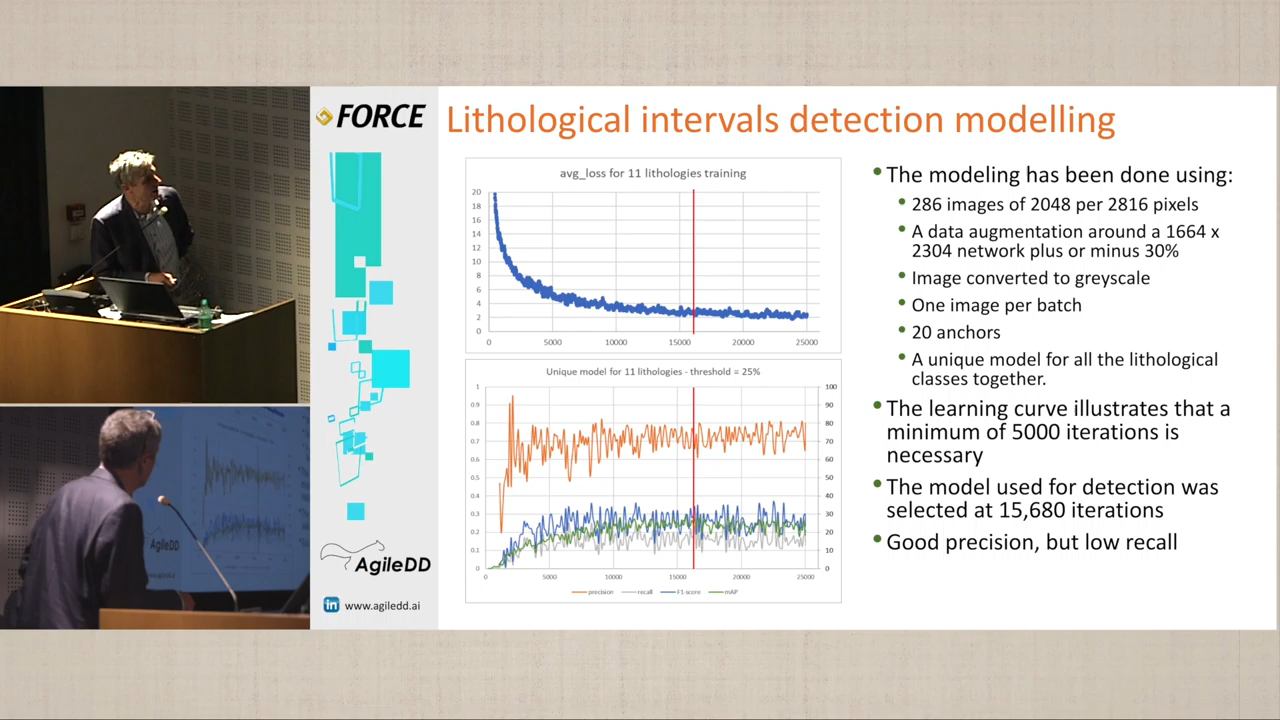 FORCE
Lithological intervals detection modelling
avg_loss for 11 lithologies training
20
18
16
14
12
10
8
6
4
2
0
0 5000 10000 15000 20000 25000
Unique model for 11 lithologies - threshold = 25%
1 100
0.9 90
0.8 80
0.7 70
0.6 60
0.5 50
0.4 40
0.3 30
0.2 20
0.1 10
0 0
0 5000 10000 15000 20000 25000
precision recall F1-score mAP
• The modeling has been done using:
• 286 images of 2048 per 2816 pixels
• A data augmentation around a 1664 x
2304 network plus or minus 30%
• Image converted to greyscale
• One image per batch
• 20 anchors
• A unique model for all the lithological
classes together.
• The learning curve illustrates that a
minimum of 5000 iterations is
necessary
• The model used for detection was
selected at 15,680 iterations
• Good precision, but low recall
AgileDD
in www.agiledd.ai
AgileDD